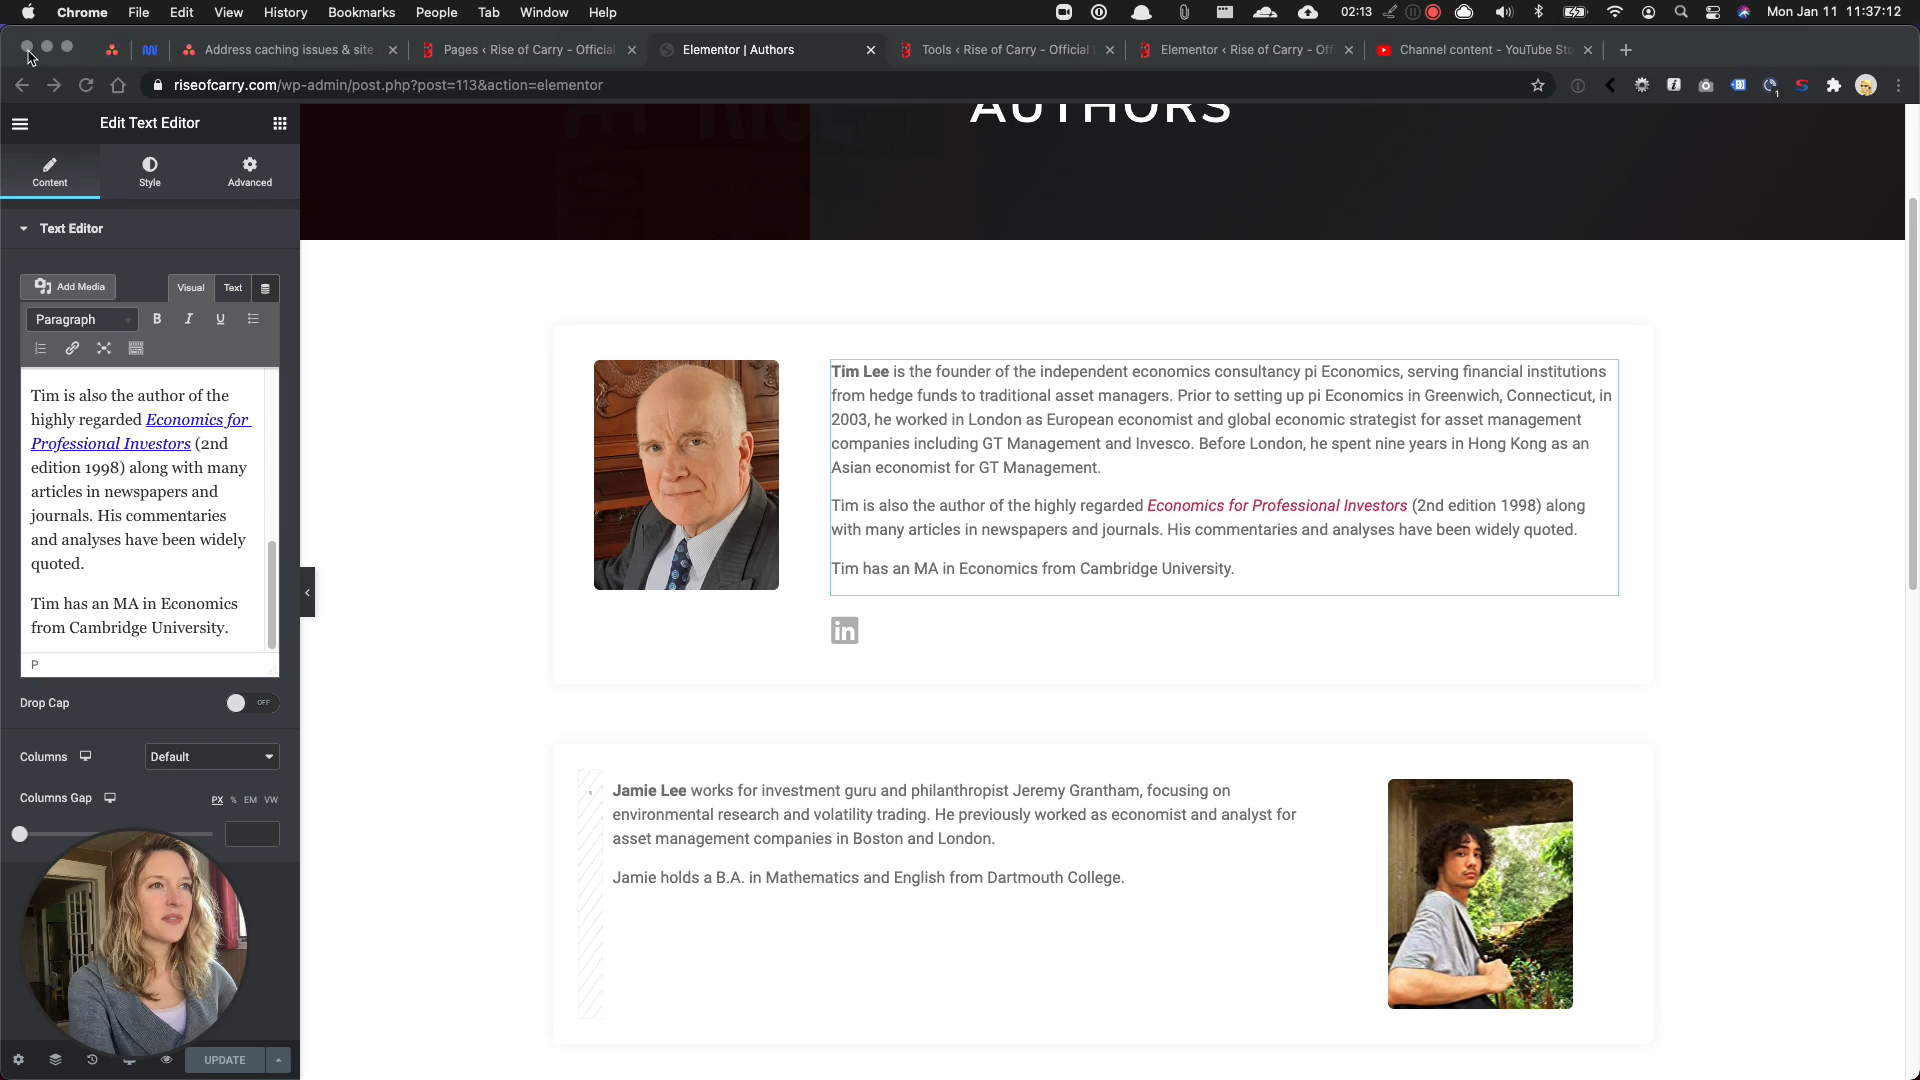 Chrome File Edit View History Bookmarks People Tab Window Help 02:13 Mon Jan 11 11:37:12
Address caching issues & site
Pages ‹ Rise of Carry - Official
Elementor | Authors
Tools ‹ Rise of Carry - Official
Elementor ‹ Rise of Carry - Off
Channel content - YouTube Stu
riseofcarry.com/wp-admin/post.php?post=113&action=elementor
Edit Text Editor
Content Style Advanced
Text Editor
Add Media
Visual Text
Paragraph B I U
Tim is also the author of the
highly regarded Economics for
Professional Investors (2nd
edition 1998) along with many
articles in newspapers and
journals. His commentaries
and analyses have been widely
quoted.
Tim has an MA in Economics
from Cambridge University.
P
Drop Cap OFF
Columns Default
Columns Gap PX % EM VW
UPDATE
AUTHORS
Tim Lee is the founder of the independent economics consultancy pi Economics, serving financial institutions
from hedge funds to traditional asset managers. Prior to setting up pi Economics in Greenwich, Connecticut, in
2003, he worked in London as European economist and global economic strategist for asset management
companies including GT Management and Invesco. Before London, he spent nine years in Hong Kong as an
Asian economist for GT Management.
Tim is also the author of the highly regarded Economics for Professional Investors (2nd edition 1998) along
with many articles in newspapers and journals. His commentaries and analyses have been widely quoted.
Tim has an MA in Economics from Cambridge University.
in
Jamie Lee works for investment guru and philanthropist Jeremy Grantham, focusing on
environmental research and volatility trading. He previously worked as economist and analyst for
asset management companies in Boston and London.
Jamie holds a B.A. in Mathematics and English from Dartmouth College.